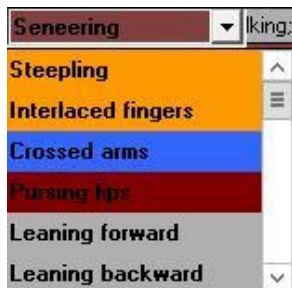 Seneering
lking:
Steepling
Interlaced fingers
Crossed arms
Pursing lips
Leaning forward
Leaning backward